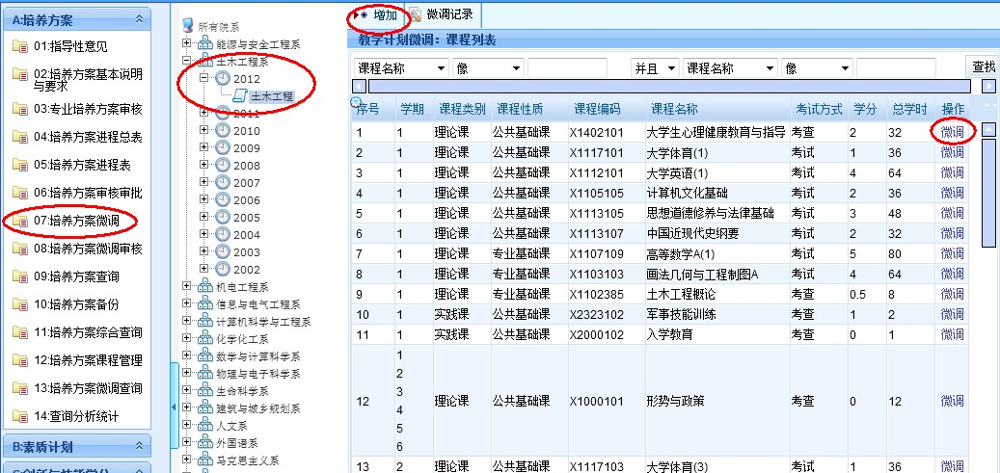 A:培养方案
01:指导性意见
02:培养方案基本说明
与要求
03:专业培养方案审核
04:培养方案进程总表
05:培养方案进程表
06:培养方案审核审批
07:培养方案微调
08:培养方案微调审核
09:培养方案查询
10:培养方案备份
11:培养方案综合查询
12:培养方案课程管理
13:培养方案微调查询
14:查询分析统计
B:素质计划
所有院系
能源与安全工程系
土木工程系
2012
土木工程
2011
2010
2009
2008
2007
2006
2005
2004
2003
2002
机电工程系
信息与电气工程系
计算机科学与工程系
化学化工系
数学与计算科学系
物理与电子科学系
生命科学系
建筑与城乡规划系
人文系
外国语系
马克思主义系
增加 微调记录
教学计划微调：课程列表
课程名称 像 并且 课程名称 像 查找
序号 学期 课程类别 课程性质 课程编码 课程名称 考试方式 学分 总学时 操作
1 1 理论课 公共基础课 X1402101 大学生心理健康教育与指导 考查 2 32 微调
2 1 理论课 公共基础课 X1117101 大学体育(1) 考试 1 36 微调
3 1 理论课 公共基础课 X1112101 大学英语(1) 考试 4 64 微调
4 1 理论课 公共基础课 X1105105 计算机文化基础 考试 2 36 微调
5 1 理论课 公共基础课 X1113105 思想道德修养与法律基础 考试 3 48 微调
6 1 理论课 公共基础课 X1113107 中国近现代史纲要 考试 2 32 微调
7 1 理论课 专业基础课 X1107109 高等数学A(1) 考试 5 80 微调
8 1 理论课 专业基础课 X1103103 画法几何与工程制图A 考试 4 64 微调
9 1 理论课 专业基础课 X1102385 土木工程概论 考查 0.5 8 微调
10 1 实践课 公共基础课 X2323102 军事技能训练 考查 1 2 微调
11 1 实践课 公共基础课 X2000102 入学教育 考查 0 1 微调
1
2
3
12 4 理论课 公共基础课 X1000101 形势与政策 考查 0 12 微调
5
6
13 2 理论课 公共基础课 X1117103 大学体育(3) 考试 1 36 微调